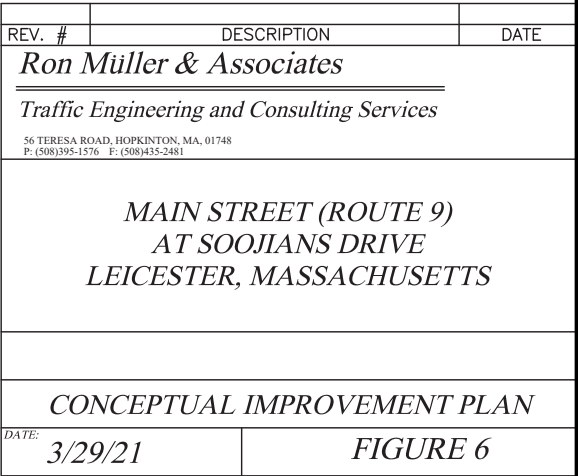 REV. # DESCRIPTION DATE
Ron Müller & Associates
Traffic Engineering and Consulting Services
56 TERESA ROAD, HOPKINTON, MA, 01748
P: (508)395-1576 F: (508)435-2481
MAIN STREET (ROUTE 9)
AT SOOJIANS DRIVE
LEICESTER, MASSACHUSETTS
CONCEPTUAL IMPROVEMENT PLAN
DATE: 3/29/21 FIGURE 6